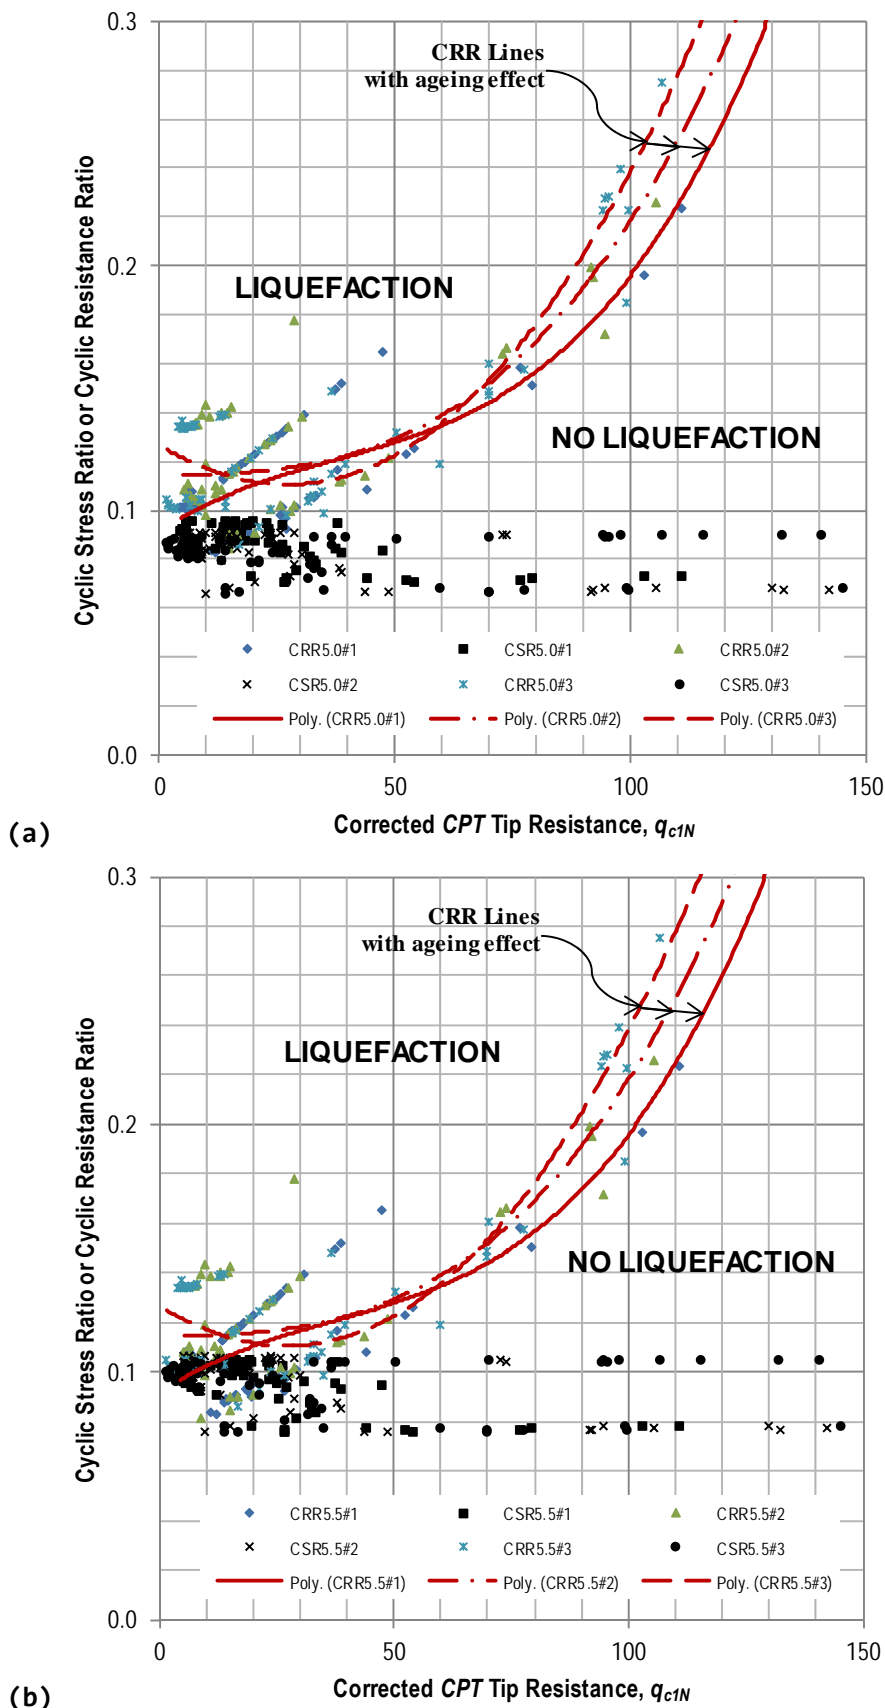 0.3
CRR Lines
with ageing effect
Cyclic Stress Ratio or Cyclic Resistance Ratio
0.2
LIQUEFACTION
NO LIQUEFACTION
0.1
CRR5.0#1 CSR5.0#1 CRR5.0#2
CSR5.0#2 CRR5.0#3 CSR5.0#3
Poly. (CRR5.0#1) Poly. (CRR5.0#2) Poly. (CRR5.0#3)
0.0
0 50 100 150
(a) Corrected CPT Tip Resistance, qc1N
0.3
CRR Lines
with ageing effect
Cyclic Stress Ratio or Cyclic Resistance Ratio
LIQUEFACTION
0.2
NO LIQUEFACTION
0.1
CRR5.5#1 CSR5.5#1 CRR5.5#2
CSR5.5#2 CRR5.5#3 CSR5.5#3
Poly. (CRR5.5#1) Poly. (CRR5.5#2) Poly. (CRR5.5#3)
0.0
0 50 100 150
(b) Corrected CPT Tip Resistance, qc1N